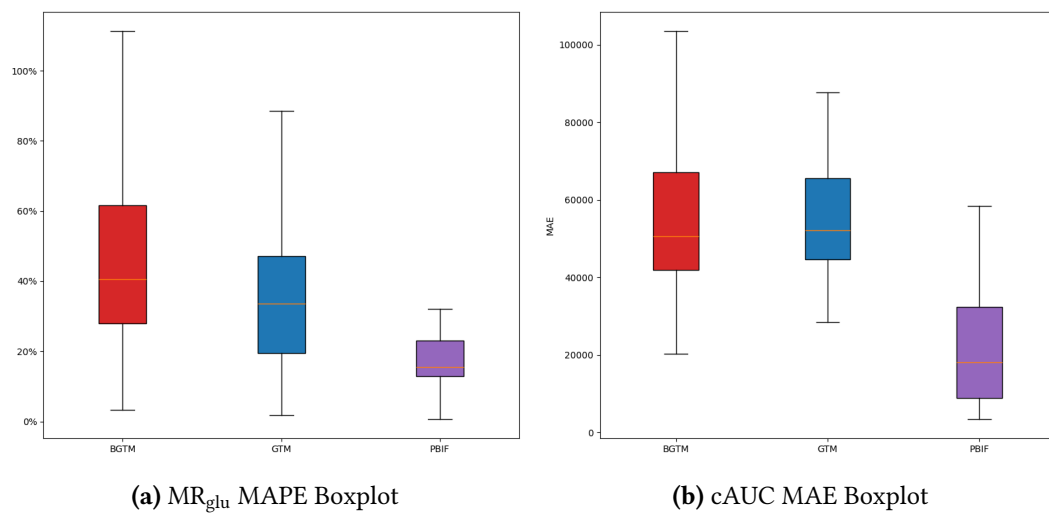 100%
80%
60%
40%
20%
0%
BGTM GTM PBIF
(a) MR_glu MAPE Boxplot
100000
80000
60000
40000
20000
0
MAE
BGTM GTM PBIF
(b) cAUC MAE Boxplot